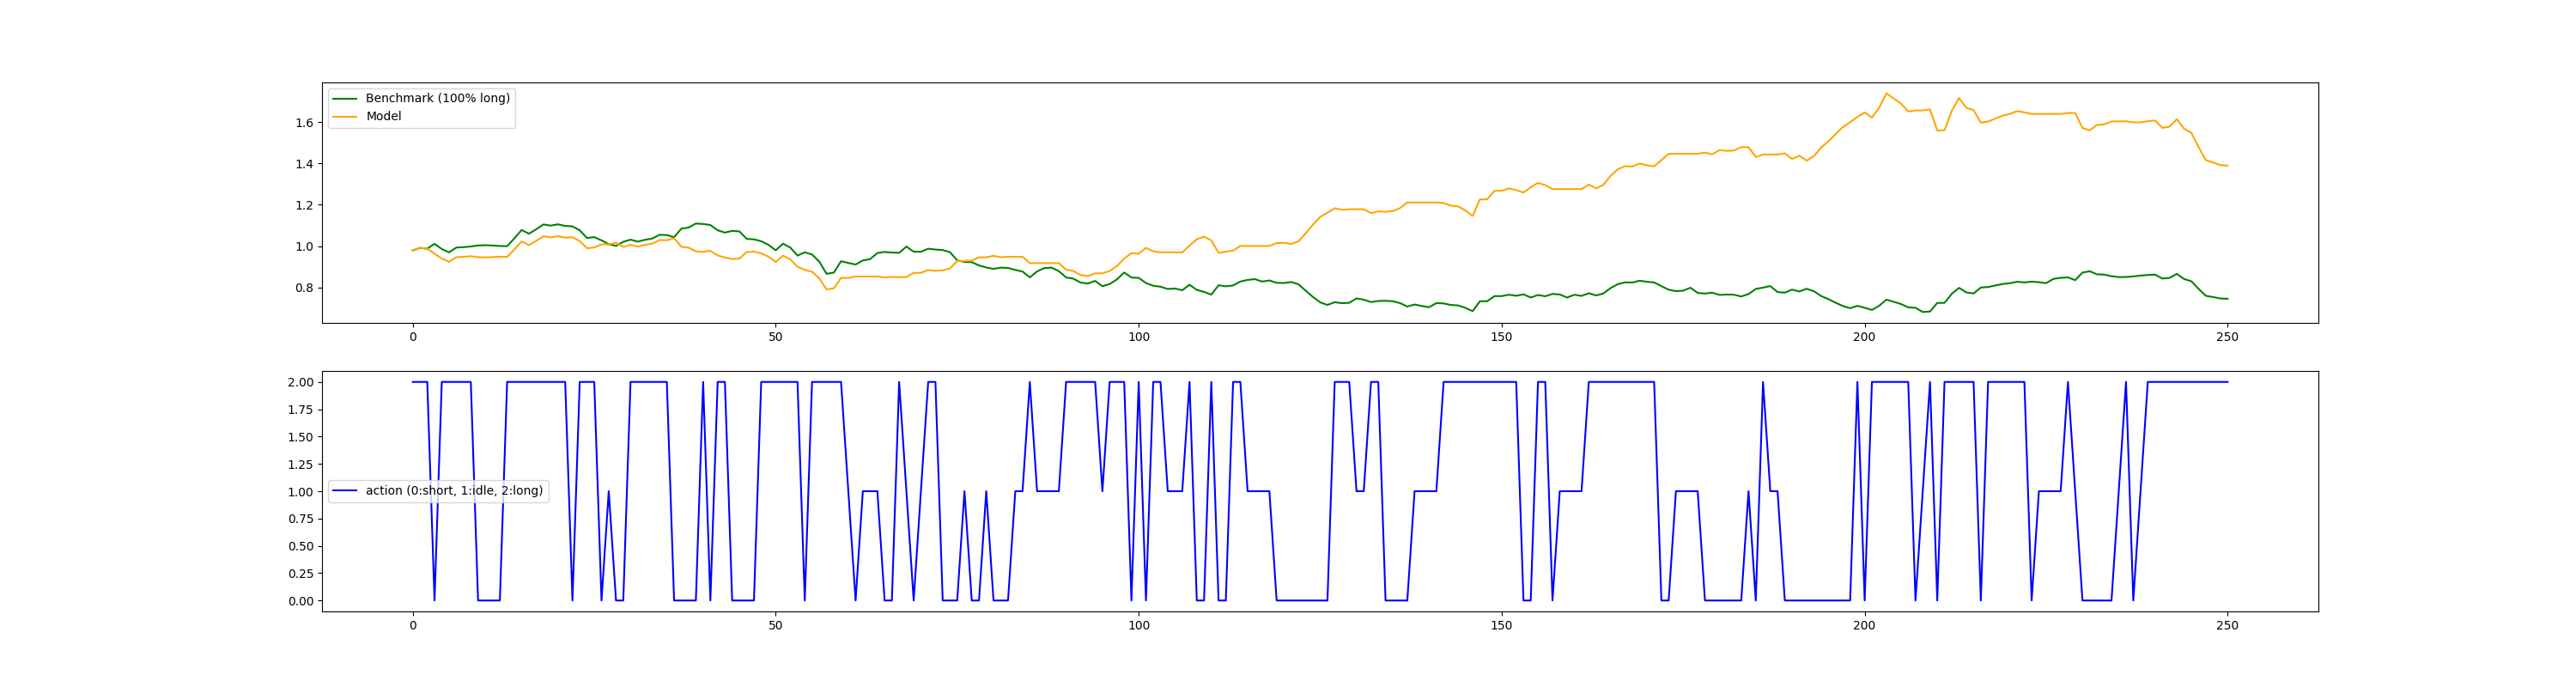 Benchmark (100% long)
Model
1.6
1.4
1.2
1.0
0.8
0 50 100 150 200 250
2.00
1.75
1.50
1.25
1.00
action (0:short, 1:idle, 2:long)
0.75
0.50
0.25
0.00
0 50 100 150 200 250